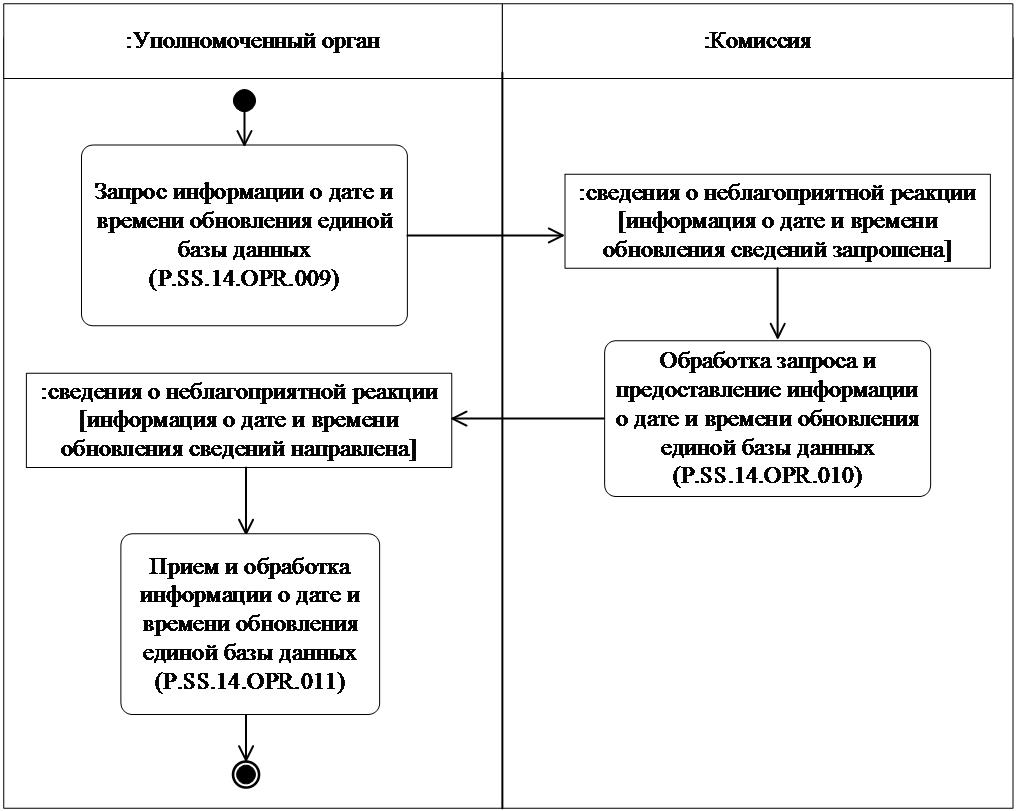 :Уполномоченный орган
:Комиссия
Запрос информации о дате и
времени обновления единой
базы данных
(P.SS.14.OPR.009)
:сведения о неблагоприятной реакции
[информация о дате и времени
обновления сведений запрошена]
Обработка запроса и
предоставление информации
о дате и времени обновления
единой базы данных
(P.SS.14.OPR.010)
:сведения о неблагоприятной реакции
[информация о дате и времени
обновления сведений направлена]
Прием и обработка
информации о дате и
времени обновления
единой базы данных
(P.SS.14.OPR.011)